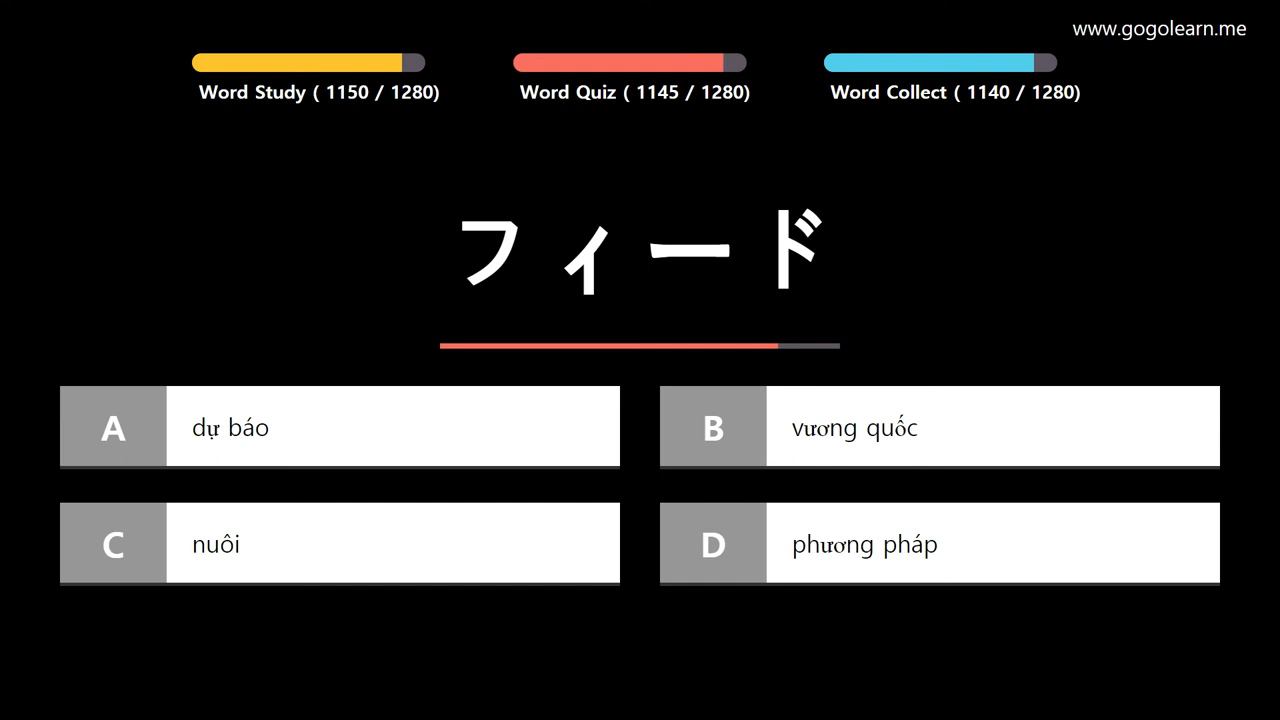 www.gogolearn.me
Word Study ( 1150 / 1280)
Word Quiz ( 1145 / 1280)
Word Collect ( 1140 / 1280)
フィード
A dự báo
B vương quốc
C nuôi
D phương pháp